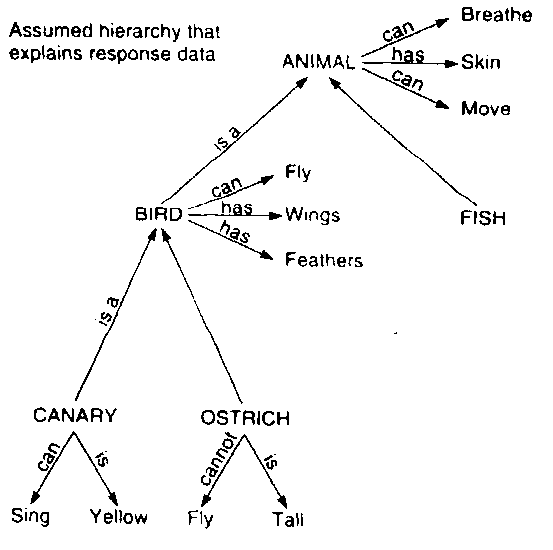 Assumed hierarchy that
explains response data
can
Breathe
ANIMAL
has
Skin
can
Move
is a
can
Fly
BIRD
has
Wings
has
Feathers
FISH
is a
CANARY
OSTRICH
can
is
cannot
is
Sing
Yellow
Fly
Tall